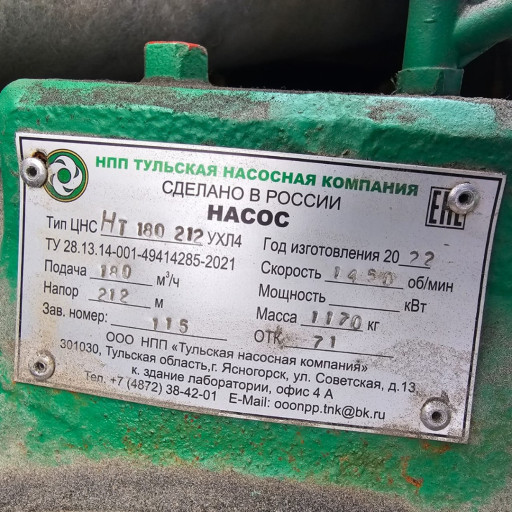 НПП ТУЛЬСКАЯ НАСОСНАЯ КОМПАНИЯ
СДЕЛАНО В РОССИИ
НАСОС
EAC
Тип ЦНС НТ 180 212 УХЛ4
ТУ 28.13.14-001-49414285-2021
Подача 180 м³/ч
Напор 212 м
Зав. номер: 115
Год изготовления 20 22
Скорость 1450 об/мин
Мощность кВт
Масса 1170 кг
ОТК 71
ООО НПП «Тульская насосная компания»
301030, Тульская область, г. Ясногорск, ул. Советская, д.13,
к. здание лаборатории, офис 4 А
Тел. +7 (4872) 38-42-01 E-Mail: ooonpp.tnk@bk.ru